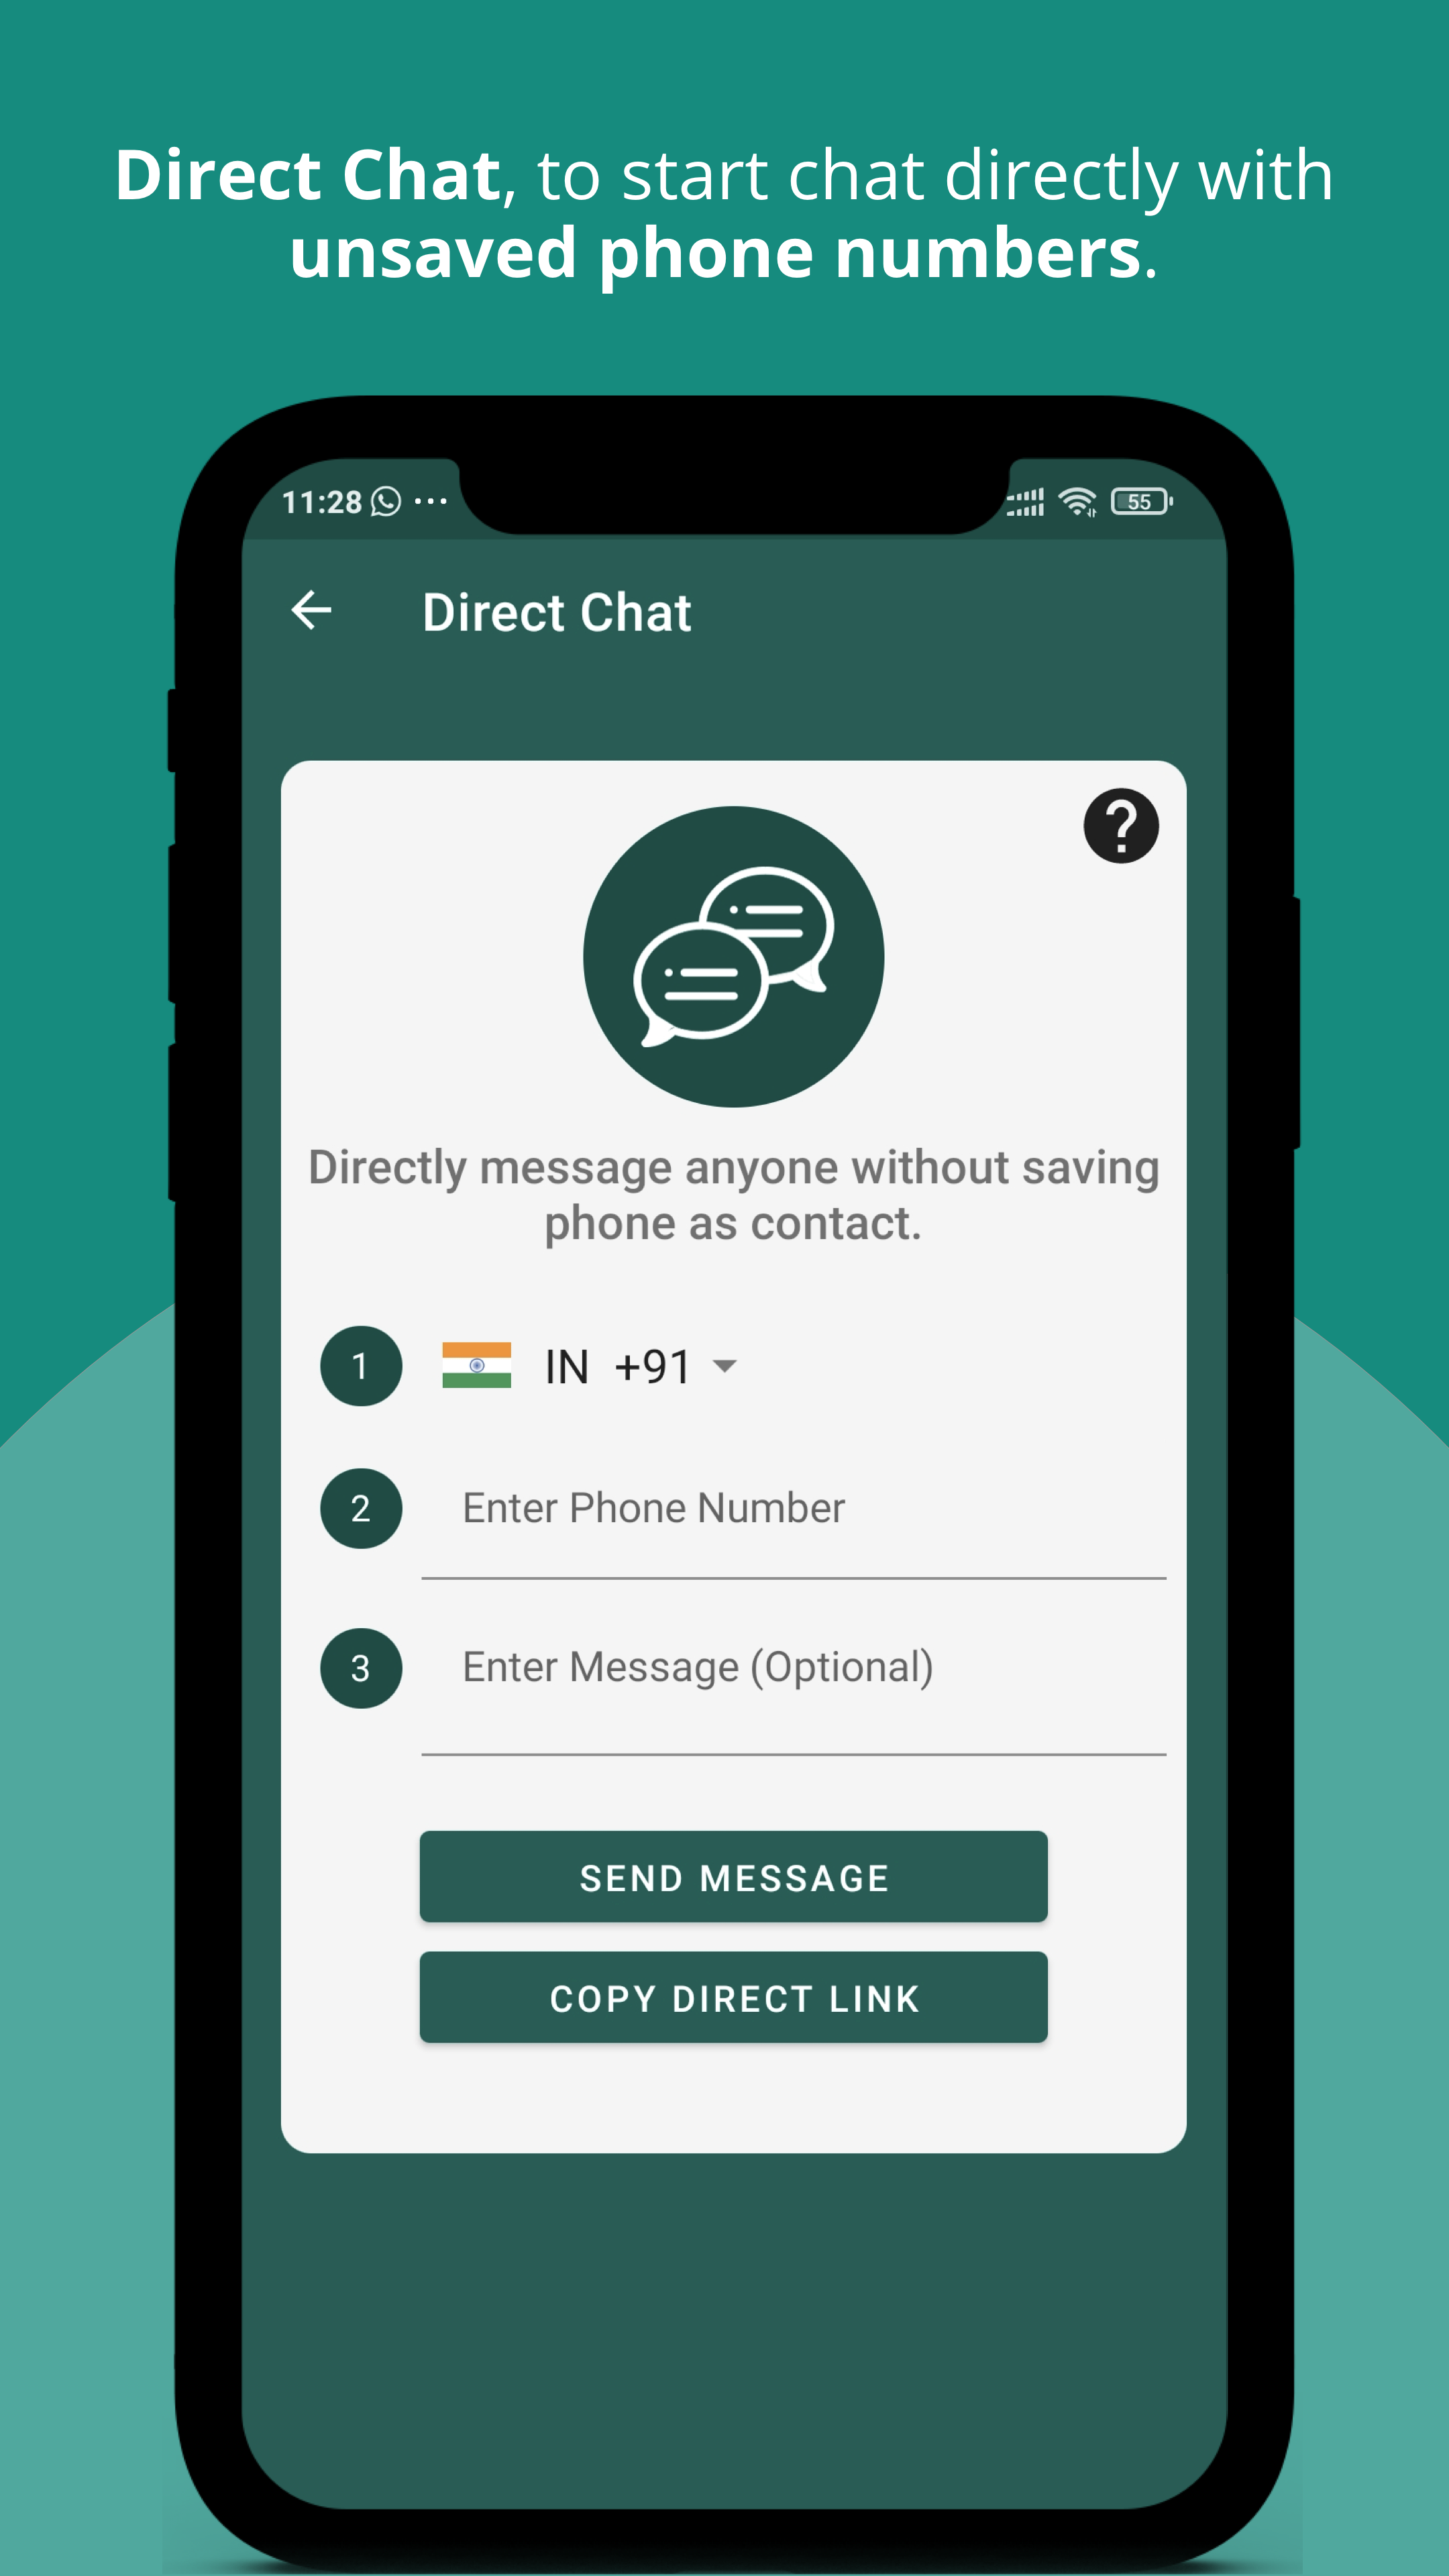 Direct Chat, to start chat directly with
unsaved phone numbers.
11:28
55
Direct Chat
?
Directly message anyone without saving
phone as contact.
1 IN +91
2 Enter Phone Number
3 Enter Message (Optional)
SEND MESSAGE
COPY DIRECT LINK